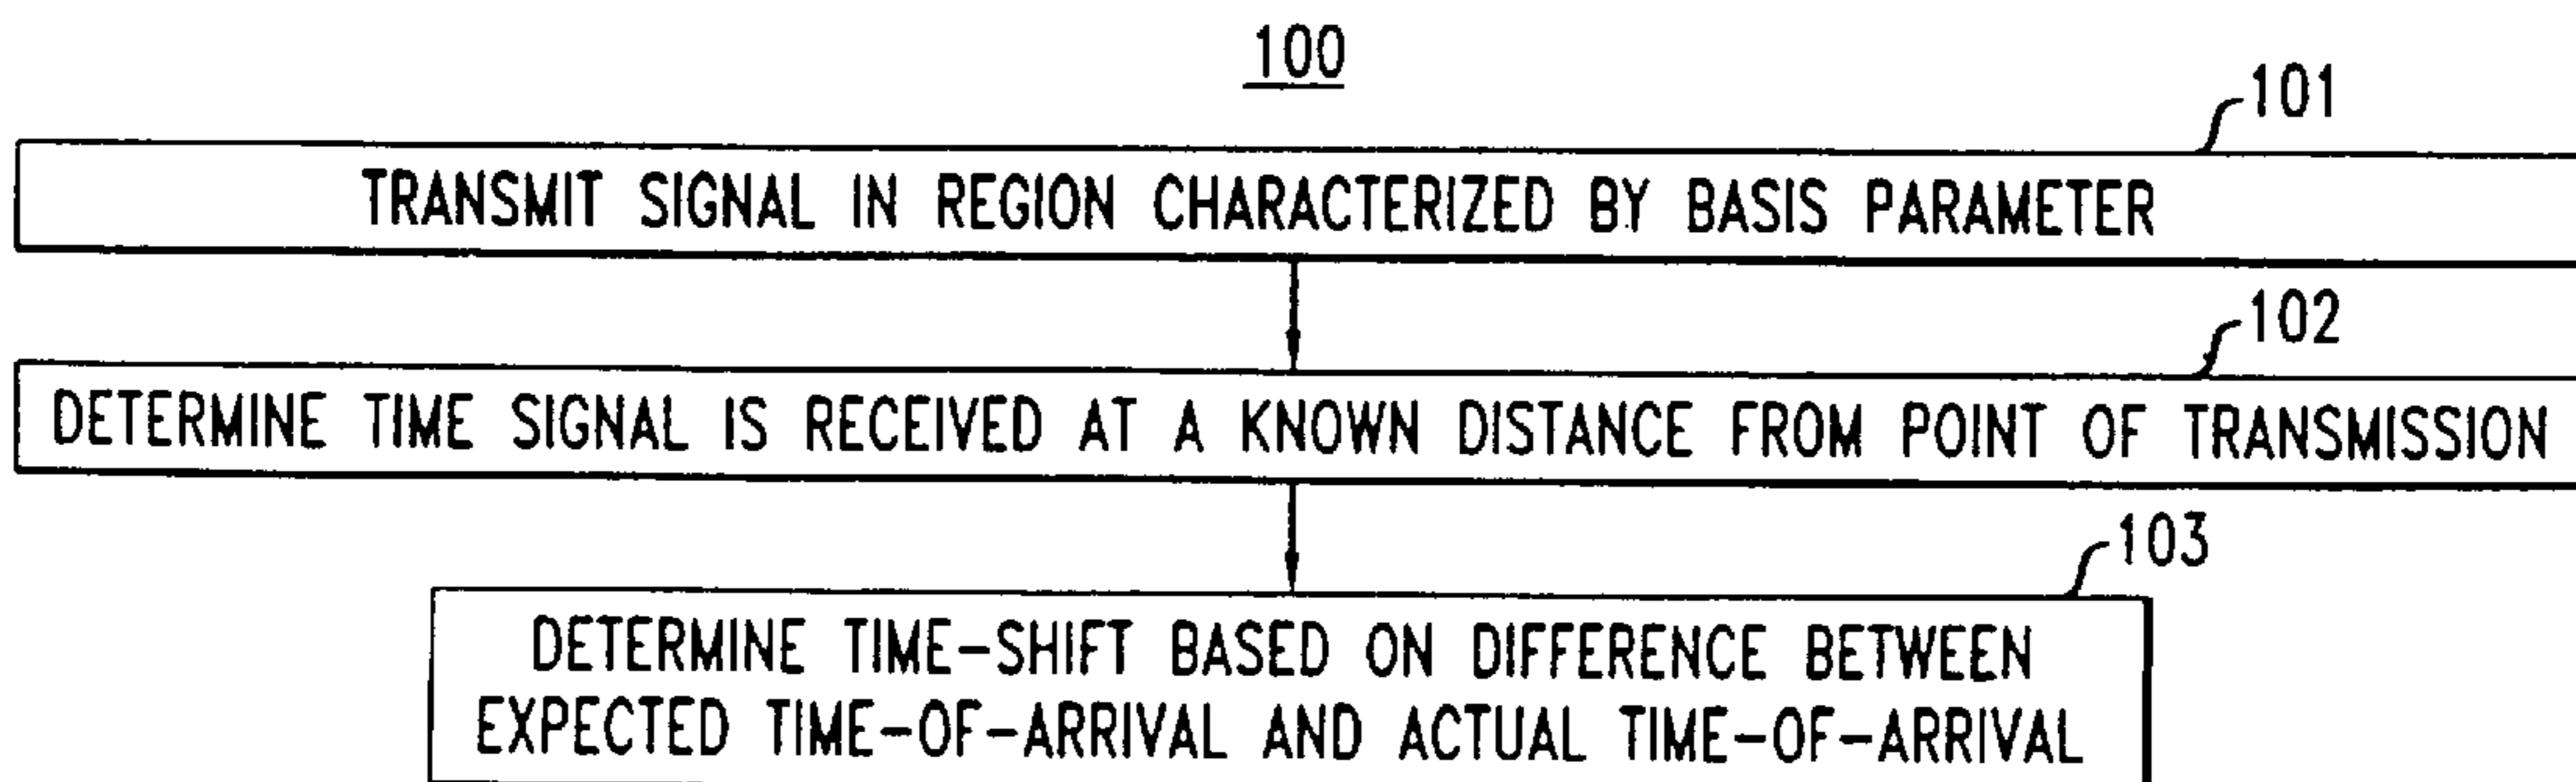 100
101
TRANSMIT SIGNAL IN REGION CHARACTERIZED BY BASIS PARAMETER
102
DETERMINE TIME SIGNAL IS RECEIVED AT A KNOWN DISTANCE FROM POINT OF TRANSMISSION
103
DETERMINE TIME-SHIFT BASED ON DIFFERENCE BETWEEN
EXPECTED TIME-OF-ARRIVAL AND ACTUAL TIME-OF-ARRIVAL